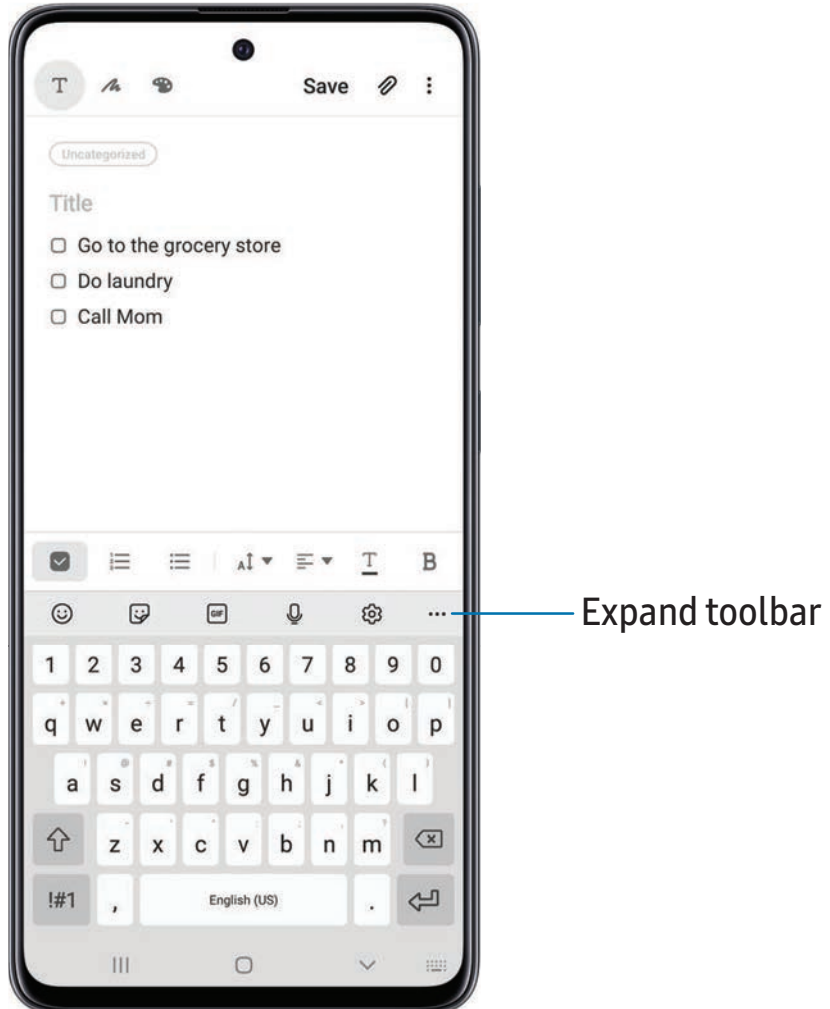 T Save
Uncategorized
Title
Go to the grocery store
Do laundry
Call Mom
A T B
GIF
Expand toolbar
1 2 3 4 5 6 7 8 9 0
q w e r t y u i o p
a s d f g h j k l
z x c v b n m
!#1 , English (US) .